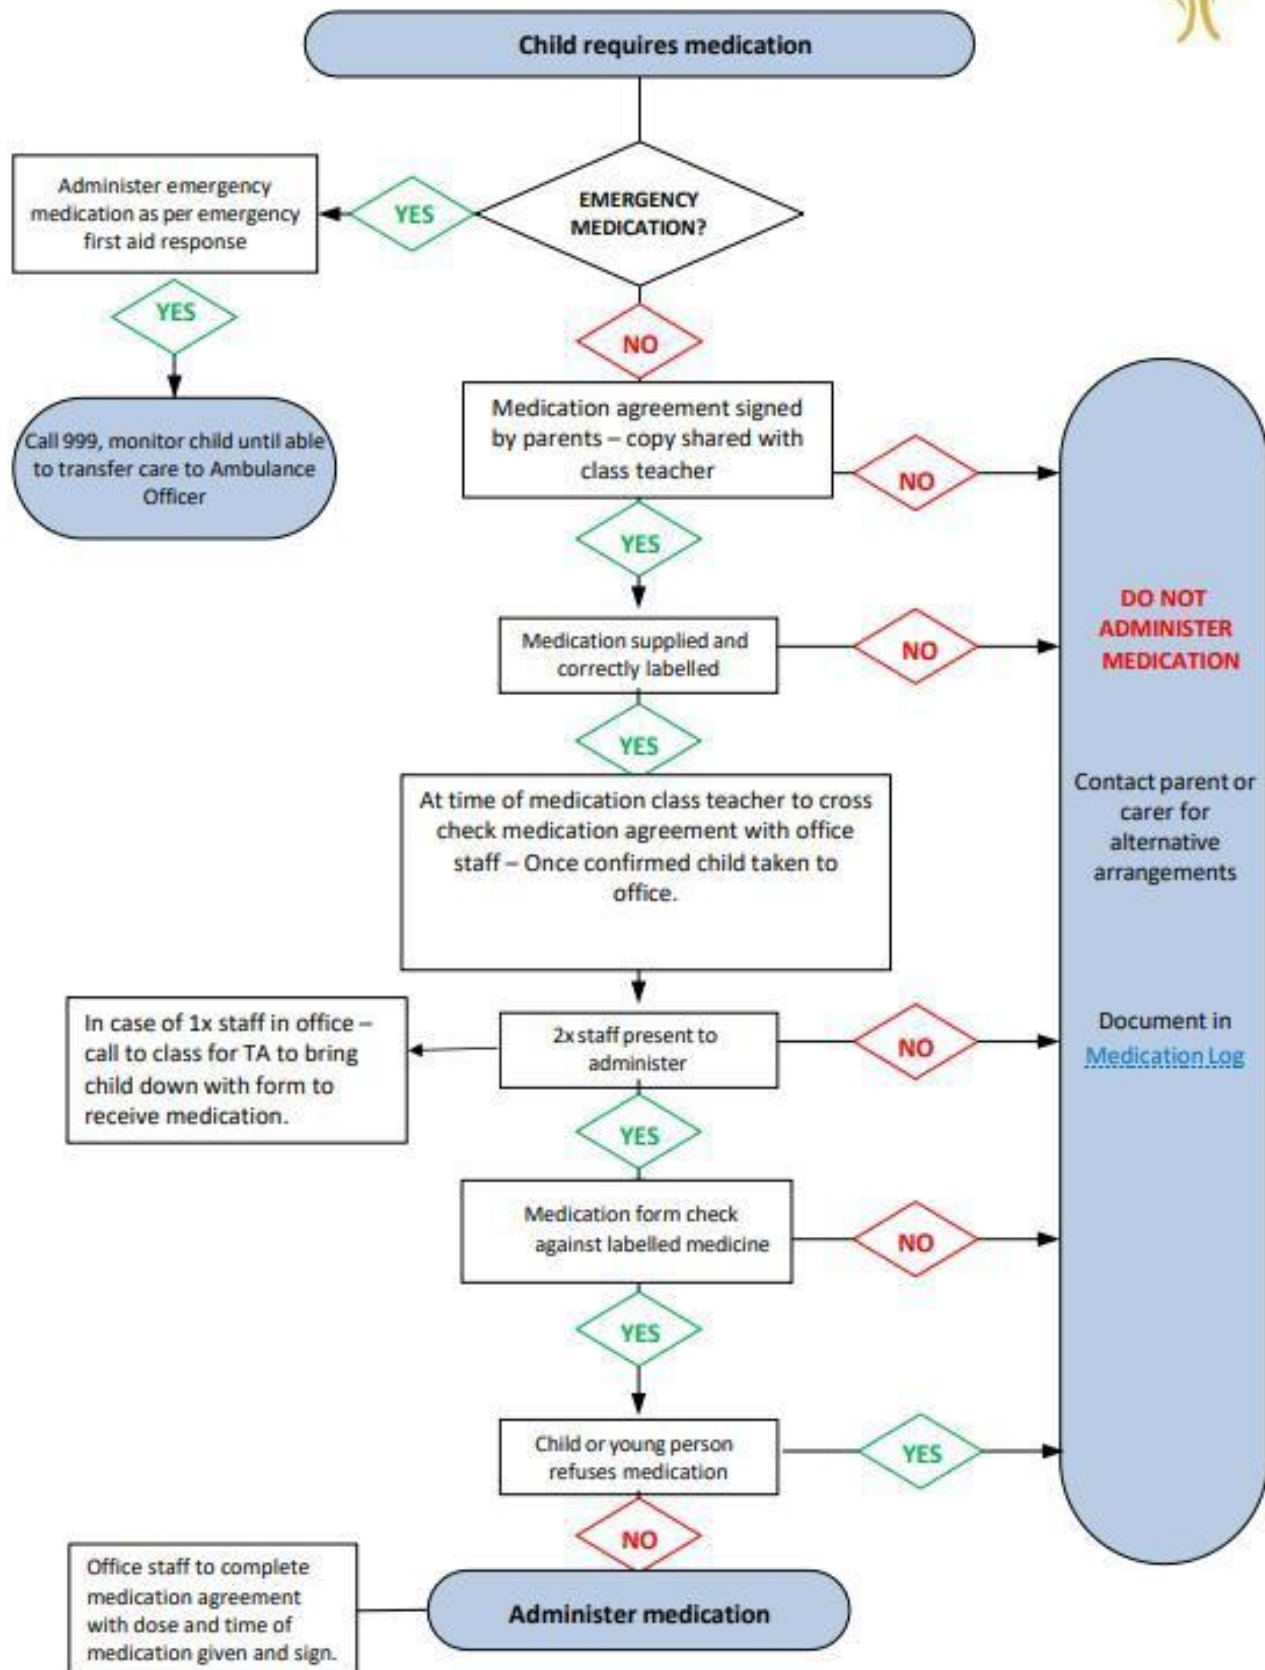 Child requires medication
EMERGENCY
MEDICATION?
YES
Administer emergency
medication as per emergency
first aid response
YES
Call 999, monitor child until able
to transfer care to Ambulance
Officer
NO
Medication agreement signed
by parents – copy shared with
class teacher
NO
YES
Medication supplied and
correctly labelled
NO
YES
At time of medication class teacher to cross
check medication agreement with office
staff – Once confirmed child taken to
office.
2x staff present to
administer
In case of 1x staff in office –
call to class for TA to bring
child down with form to
receive medication.
NO
YES
Medication form check
against labelled medicine
NO
YES
Child or young person
refuses medication
YES
NO
Administer medication
Office staff to complete
medication agreement
with dose and time of
medication given and sign.
DO NOT
ADMINISTER
MEDICATION
Contact parent or
carer for
alternative
arrangements
Document in
Medication Log